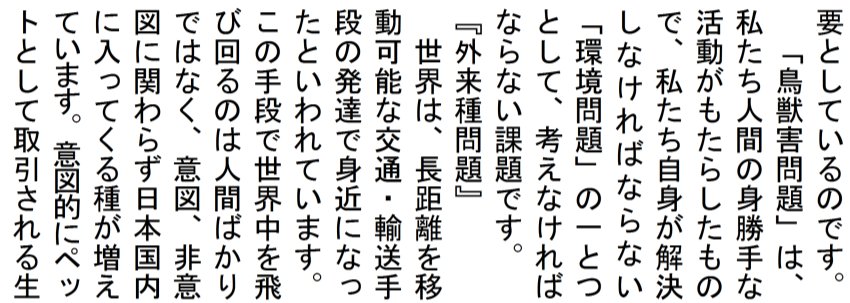 要としているのです。
「鳥獣害問題」は、
私たち人間の身勝手な
活動がもたらしたもの
で、私たち自身が解決
しなければならない
「環境問題」の一とつ
として、考えなければ
ならない課題です。
『外来種問題』
世界は、長距離を移
動可能な交通・輸送手
段の発達で身近になっ
たといわれています。
この手段で世界中を飛
び回るのは人間ばかり
ではなく、意図、非意
図に関わらず日本国内
に入ってくる種が増え
ています。意図的にペッ
トとして取引される生